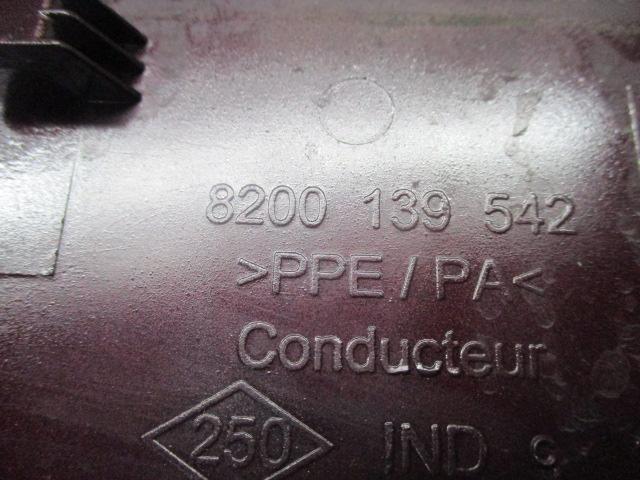 8200 139 542
>PPE/PA<
Conducteur
250 IND C